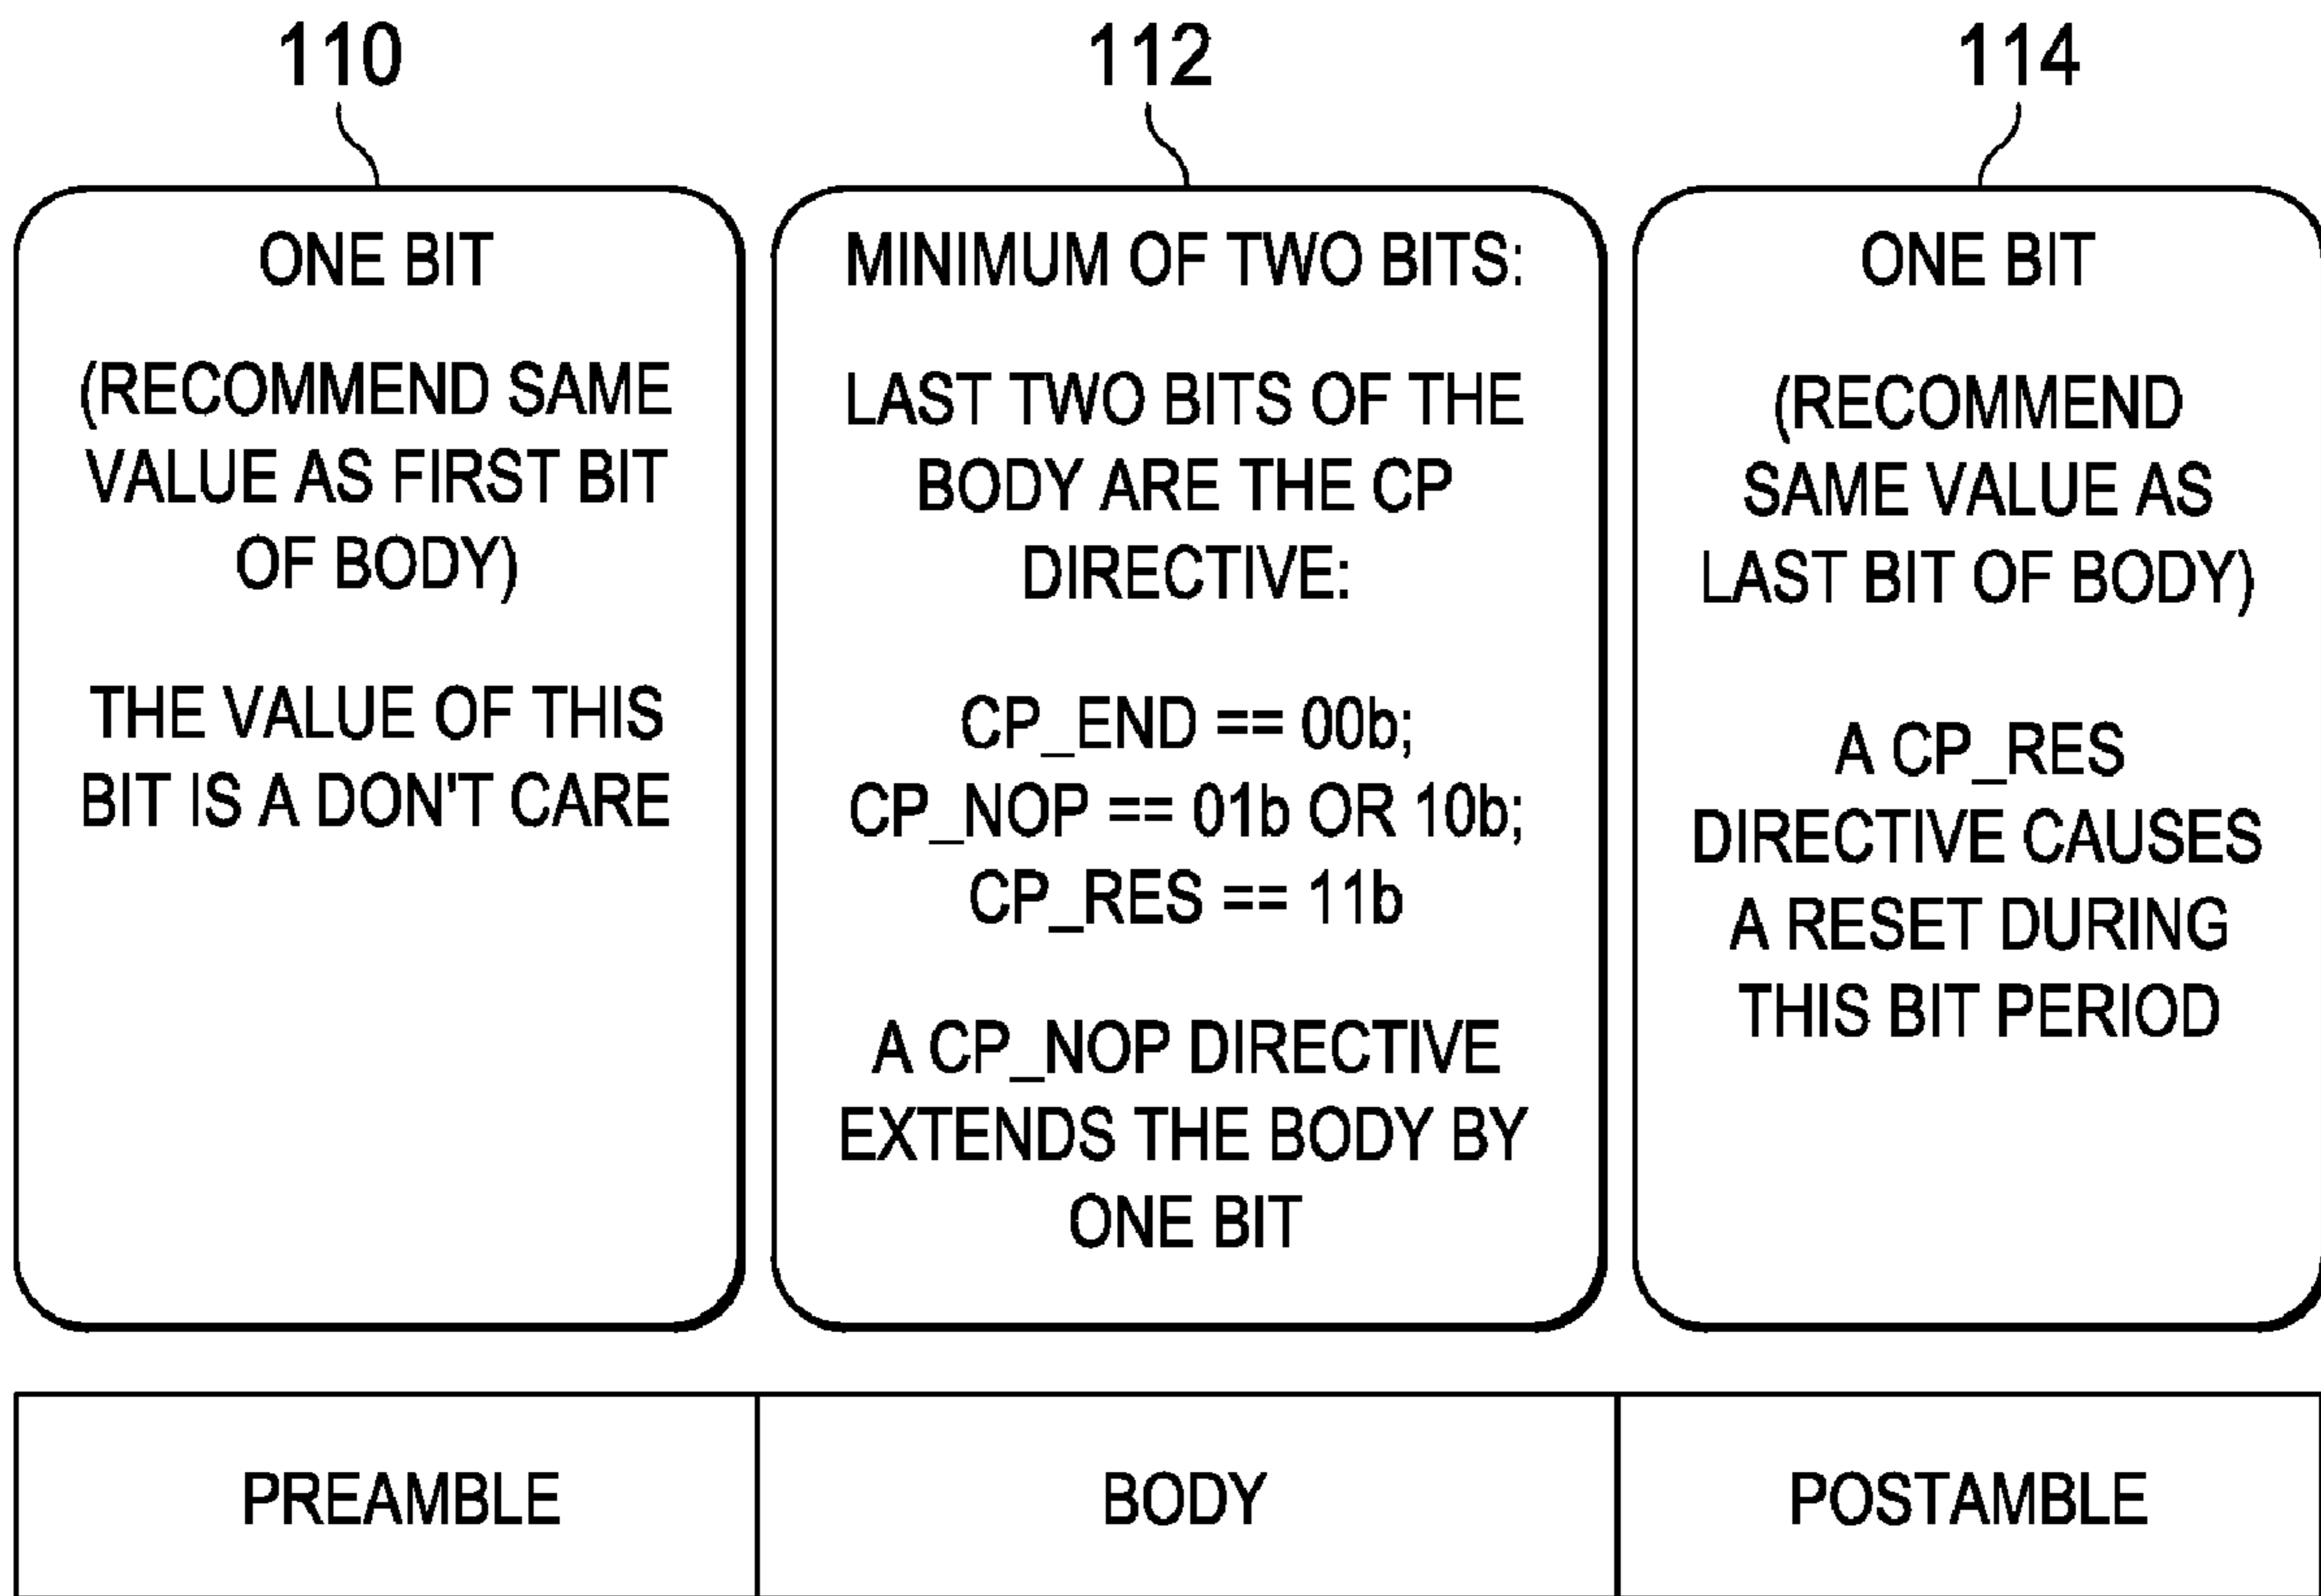 110
ONE BIT
(RECOMMEND SAME
VALUE AS FIRST BIT
OF BODY)
THE VALUE OF THIS
BIT IS A DON'T CARE
112
MINIMUM OF TWO BITS:
LAST TWO BITS OF THE
BODY ARE THE CP
DIRECTIVE:
CP_END == 00b;
CP_NOP == 01b OR 10b;
CP_RES == 11b
A CP_NOP DIRECTIVE
EXTENDS THE BODY BY
ONE BIT
114
ONE BIT
(RECOMMEND
SAME VALUE AS
LAST BIT OF BODY)
A CP_RES
DIRECTIVE CAUSES
A RESET DURING
THIS BIT PERIOD
PREAMBLE
BODY
POSTAMBLE